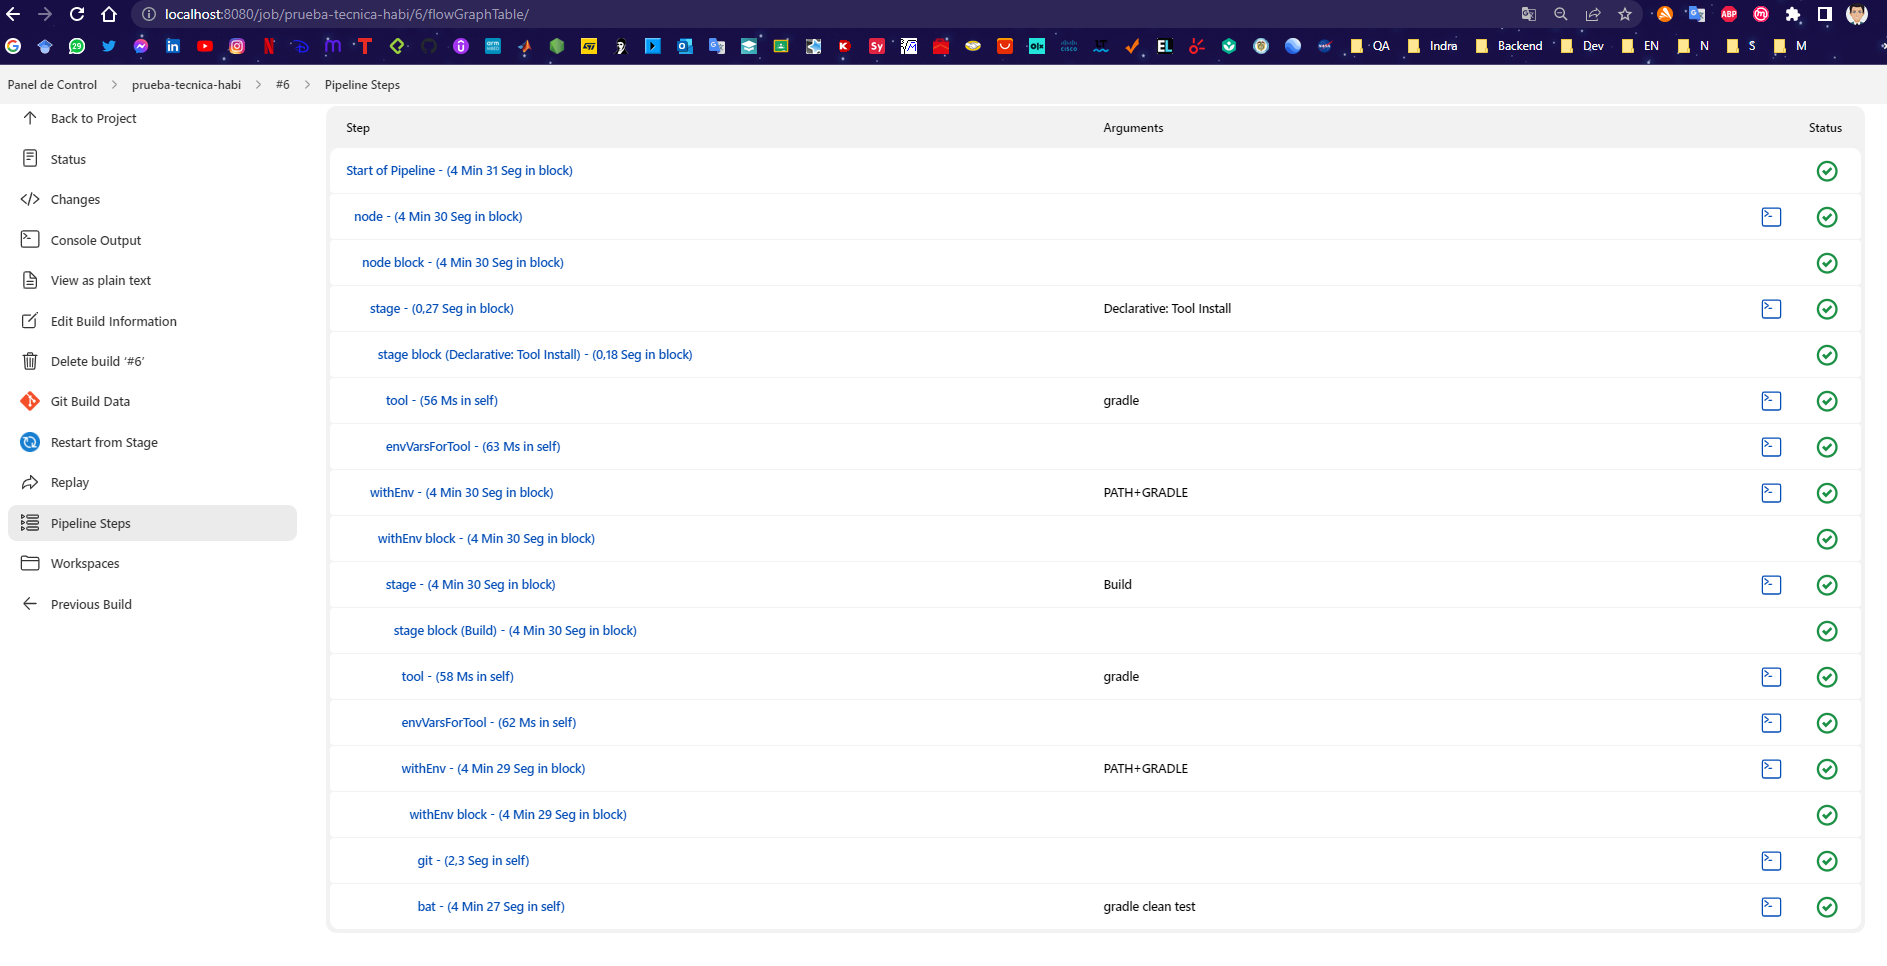 localhost:8080/job/prueba-tecnica-habi/6/flowGraphTable/
ABP
29
N
m
T
arm
Sy
OLX
CISCO
EL
QA
Indra
Backend
Dev
EN
N
S
M
Panel de Control
prueba-tecnica-habi
#6
Pipeline Steps
Back to Project
Status
Changes
Console Output
View as plain text
Edit Build Information
Delete build ‘#6’
Git Build Data
Restart from Stage
Replay
Pipeline Steps
Workspaces
Previous Build
Step Arguments Status
Start of Pipeline - (4 Min 31 Seg in block)
node - (4 Min 30 Seg in block)
node block - (4 Min 30 Seg in block)
stage - (0,27 Seg in block) Declarative: Tool Install
stage block (Declarative: Tool Install) - (0,18 Seg in block)
tool - (56 Ms in self) gradle
envVarsForTool - (63 Ms in self)
withEnv - (4 Min 30 Seg in block) PATH+GRADLE
withEnv block - (4 Min 30 Seg in block)
stage - (4 Min 30 Seg in block) Build
stage block (Build) - (4 Min 30 Seg in block)
tool - (58 Ms in self) gradle
envVarsForTool - (62 Ms in self)
withEnv - (4 Min 29 Seg in block) PATH+GRADLE
withEnv block - (4 Min 29 Seg in block)
git - (2,3 Seg in self)
bat - (4 Min 27 Seg in self) gradle clean test